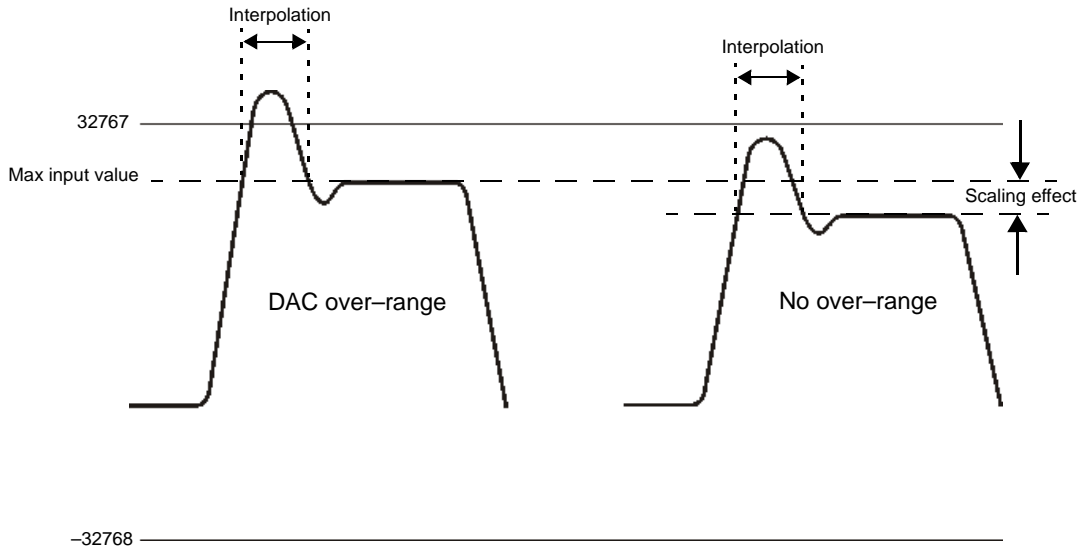 Interpolation
Interpolation
32767
Max input value
Scaling effect
DAC over–range
No over–range
–32768